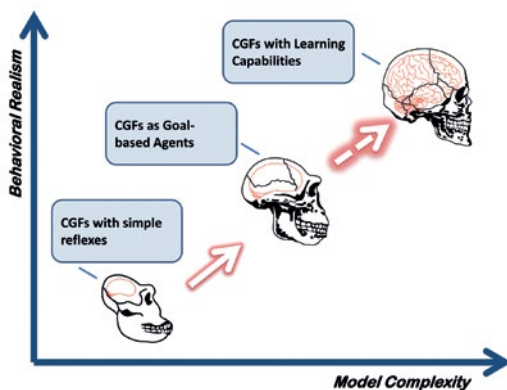 CGFs with Learning
Capabilities
CGFs as Goal-
based Agents
CGFs with simple
reflexes
Behavioral Realism
Model Complexity